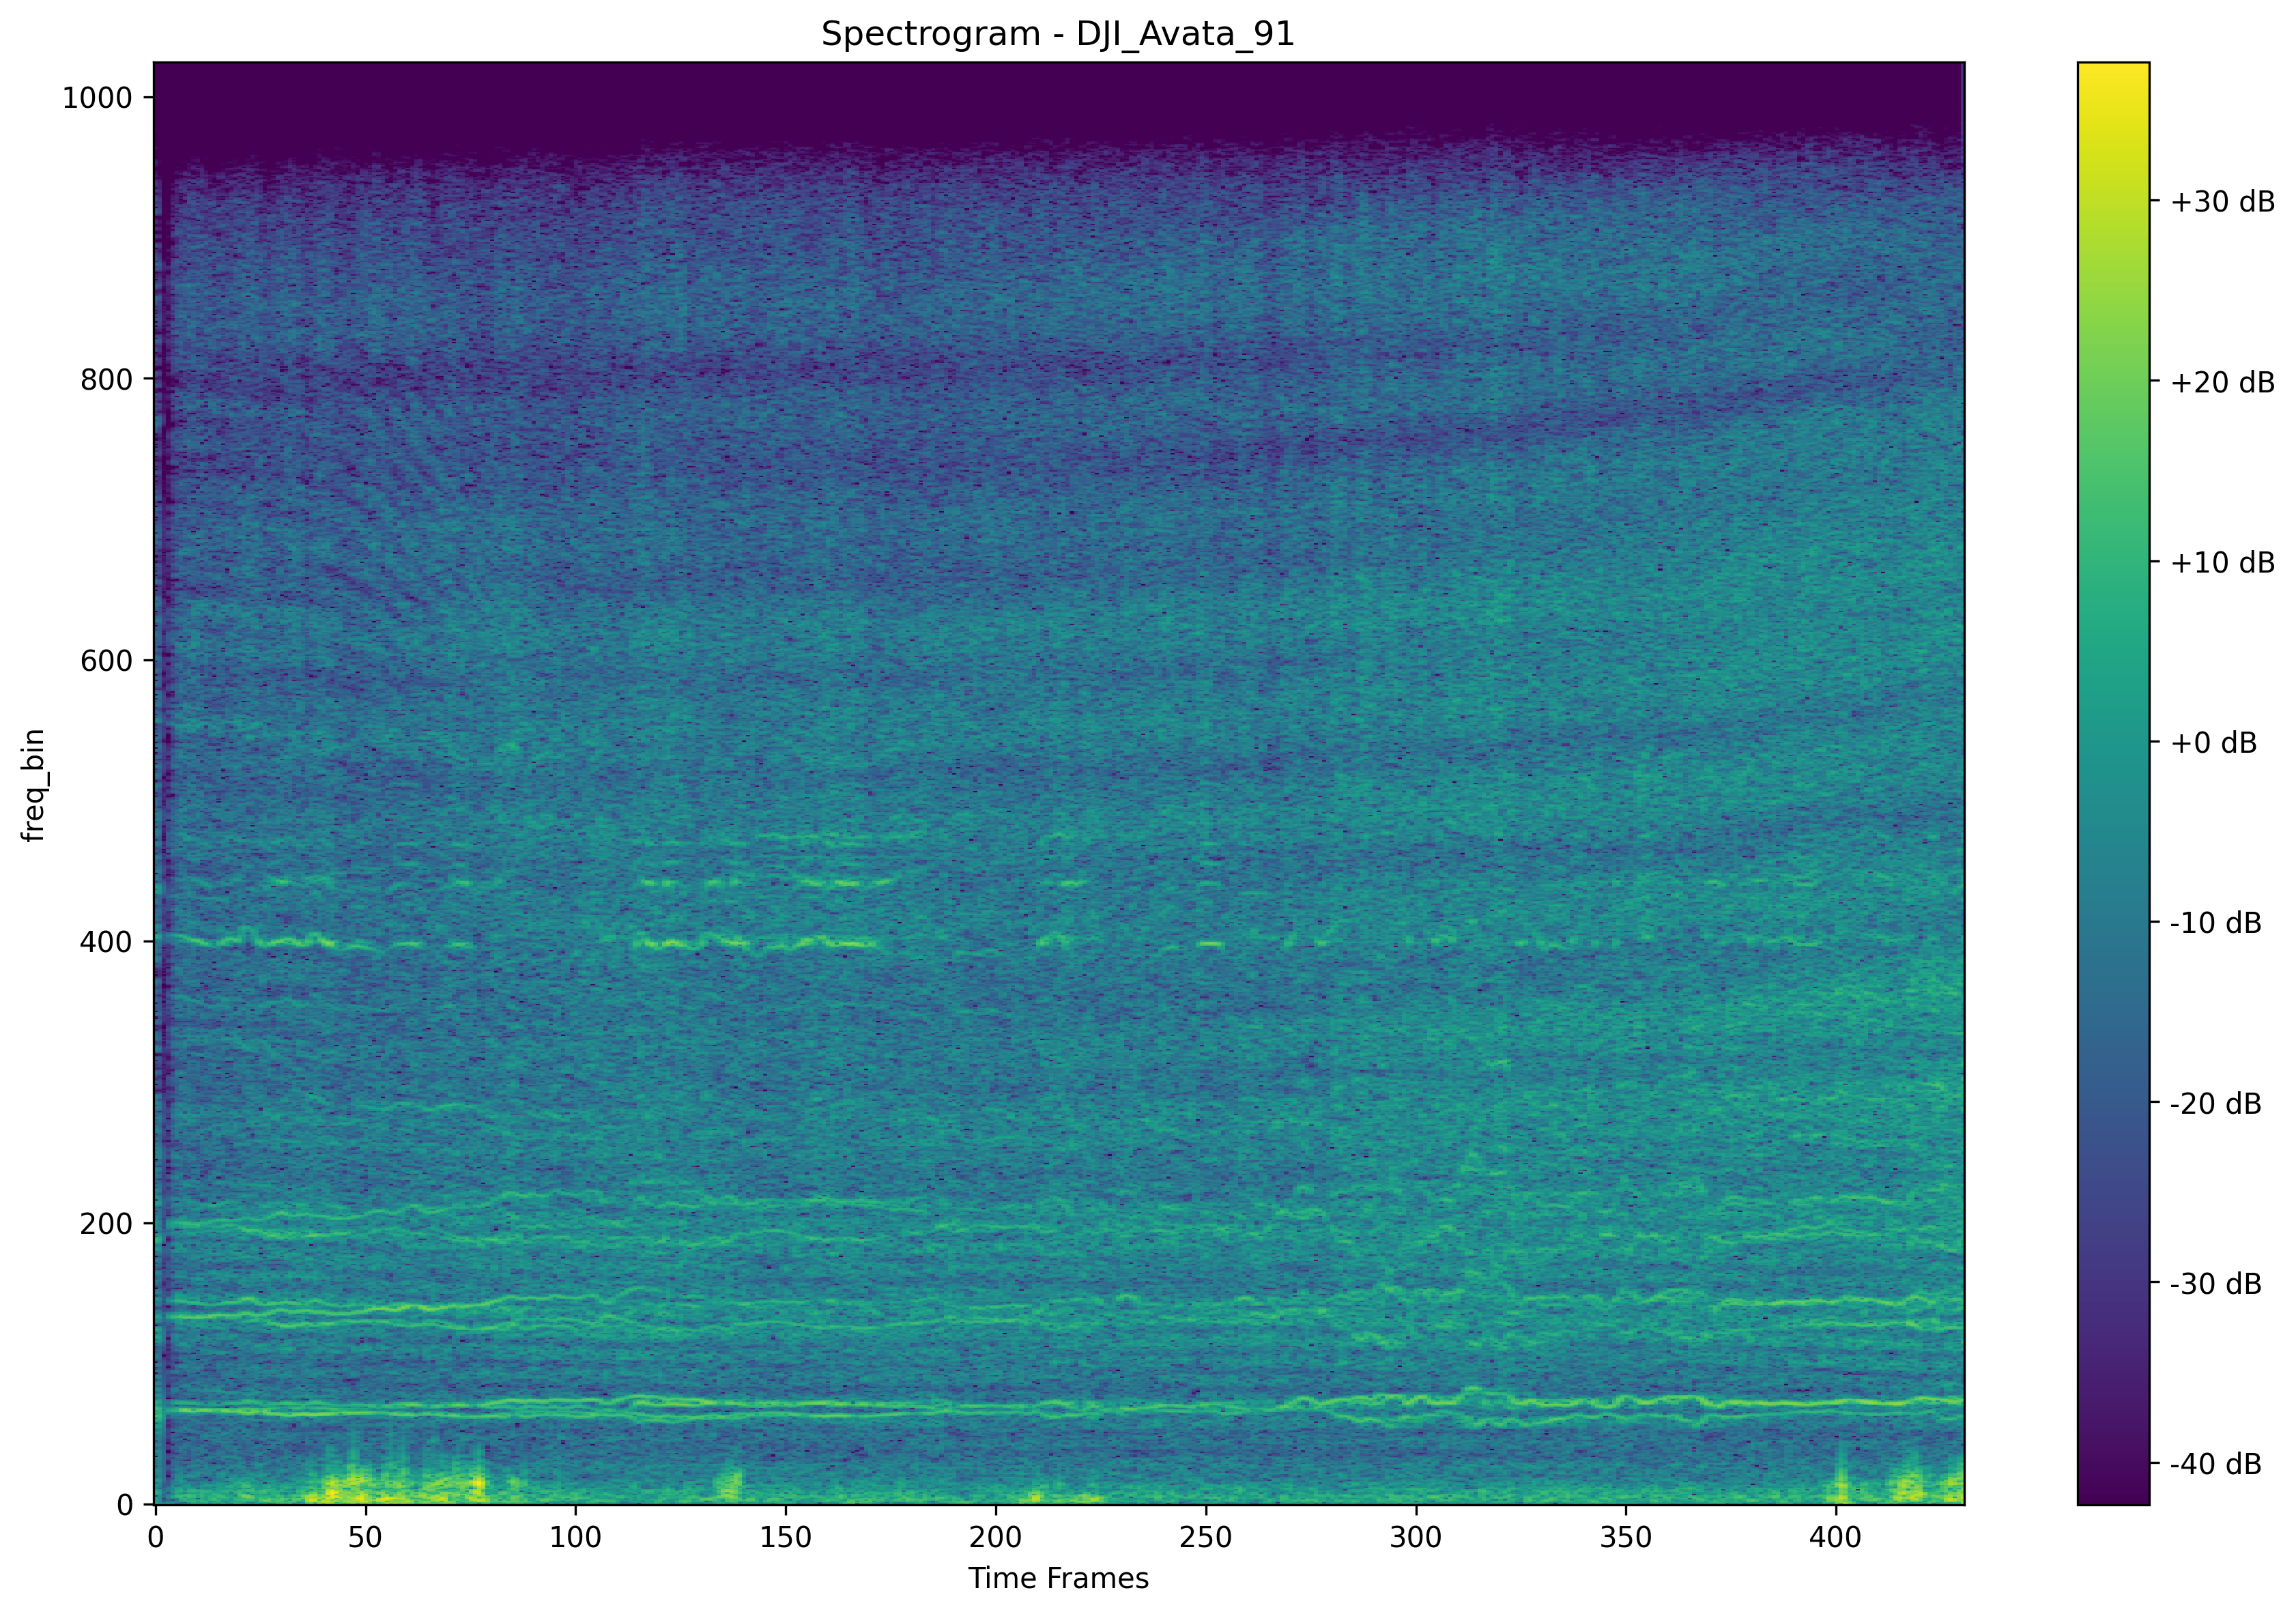 Spectrogram - DJI_Avata_91
1000
800
600
400
200
0
freq_bin
0 50 100 150 200 250 300 350 400
Time Frames
+30 dB
+20 dB
+10 dB
+0 dB
-10 dB
-20 dB
-30 dB
-40 dB